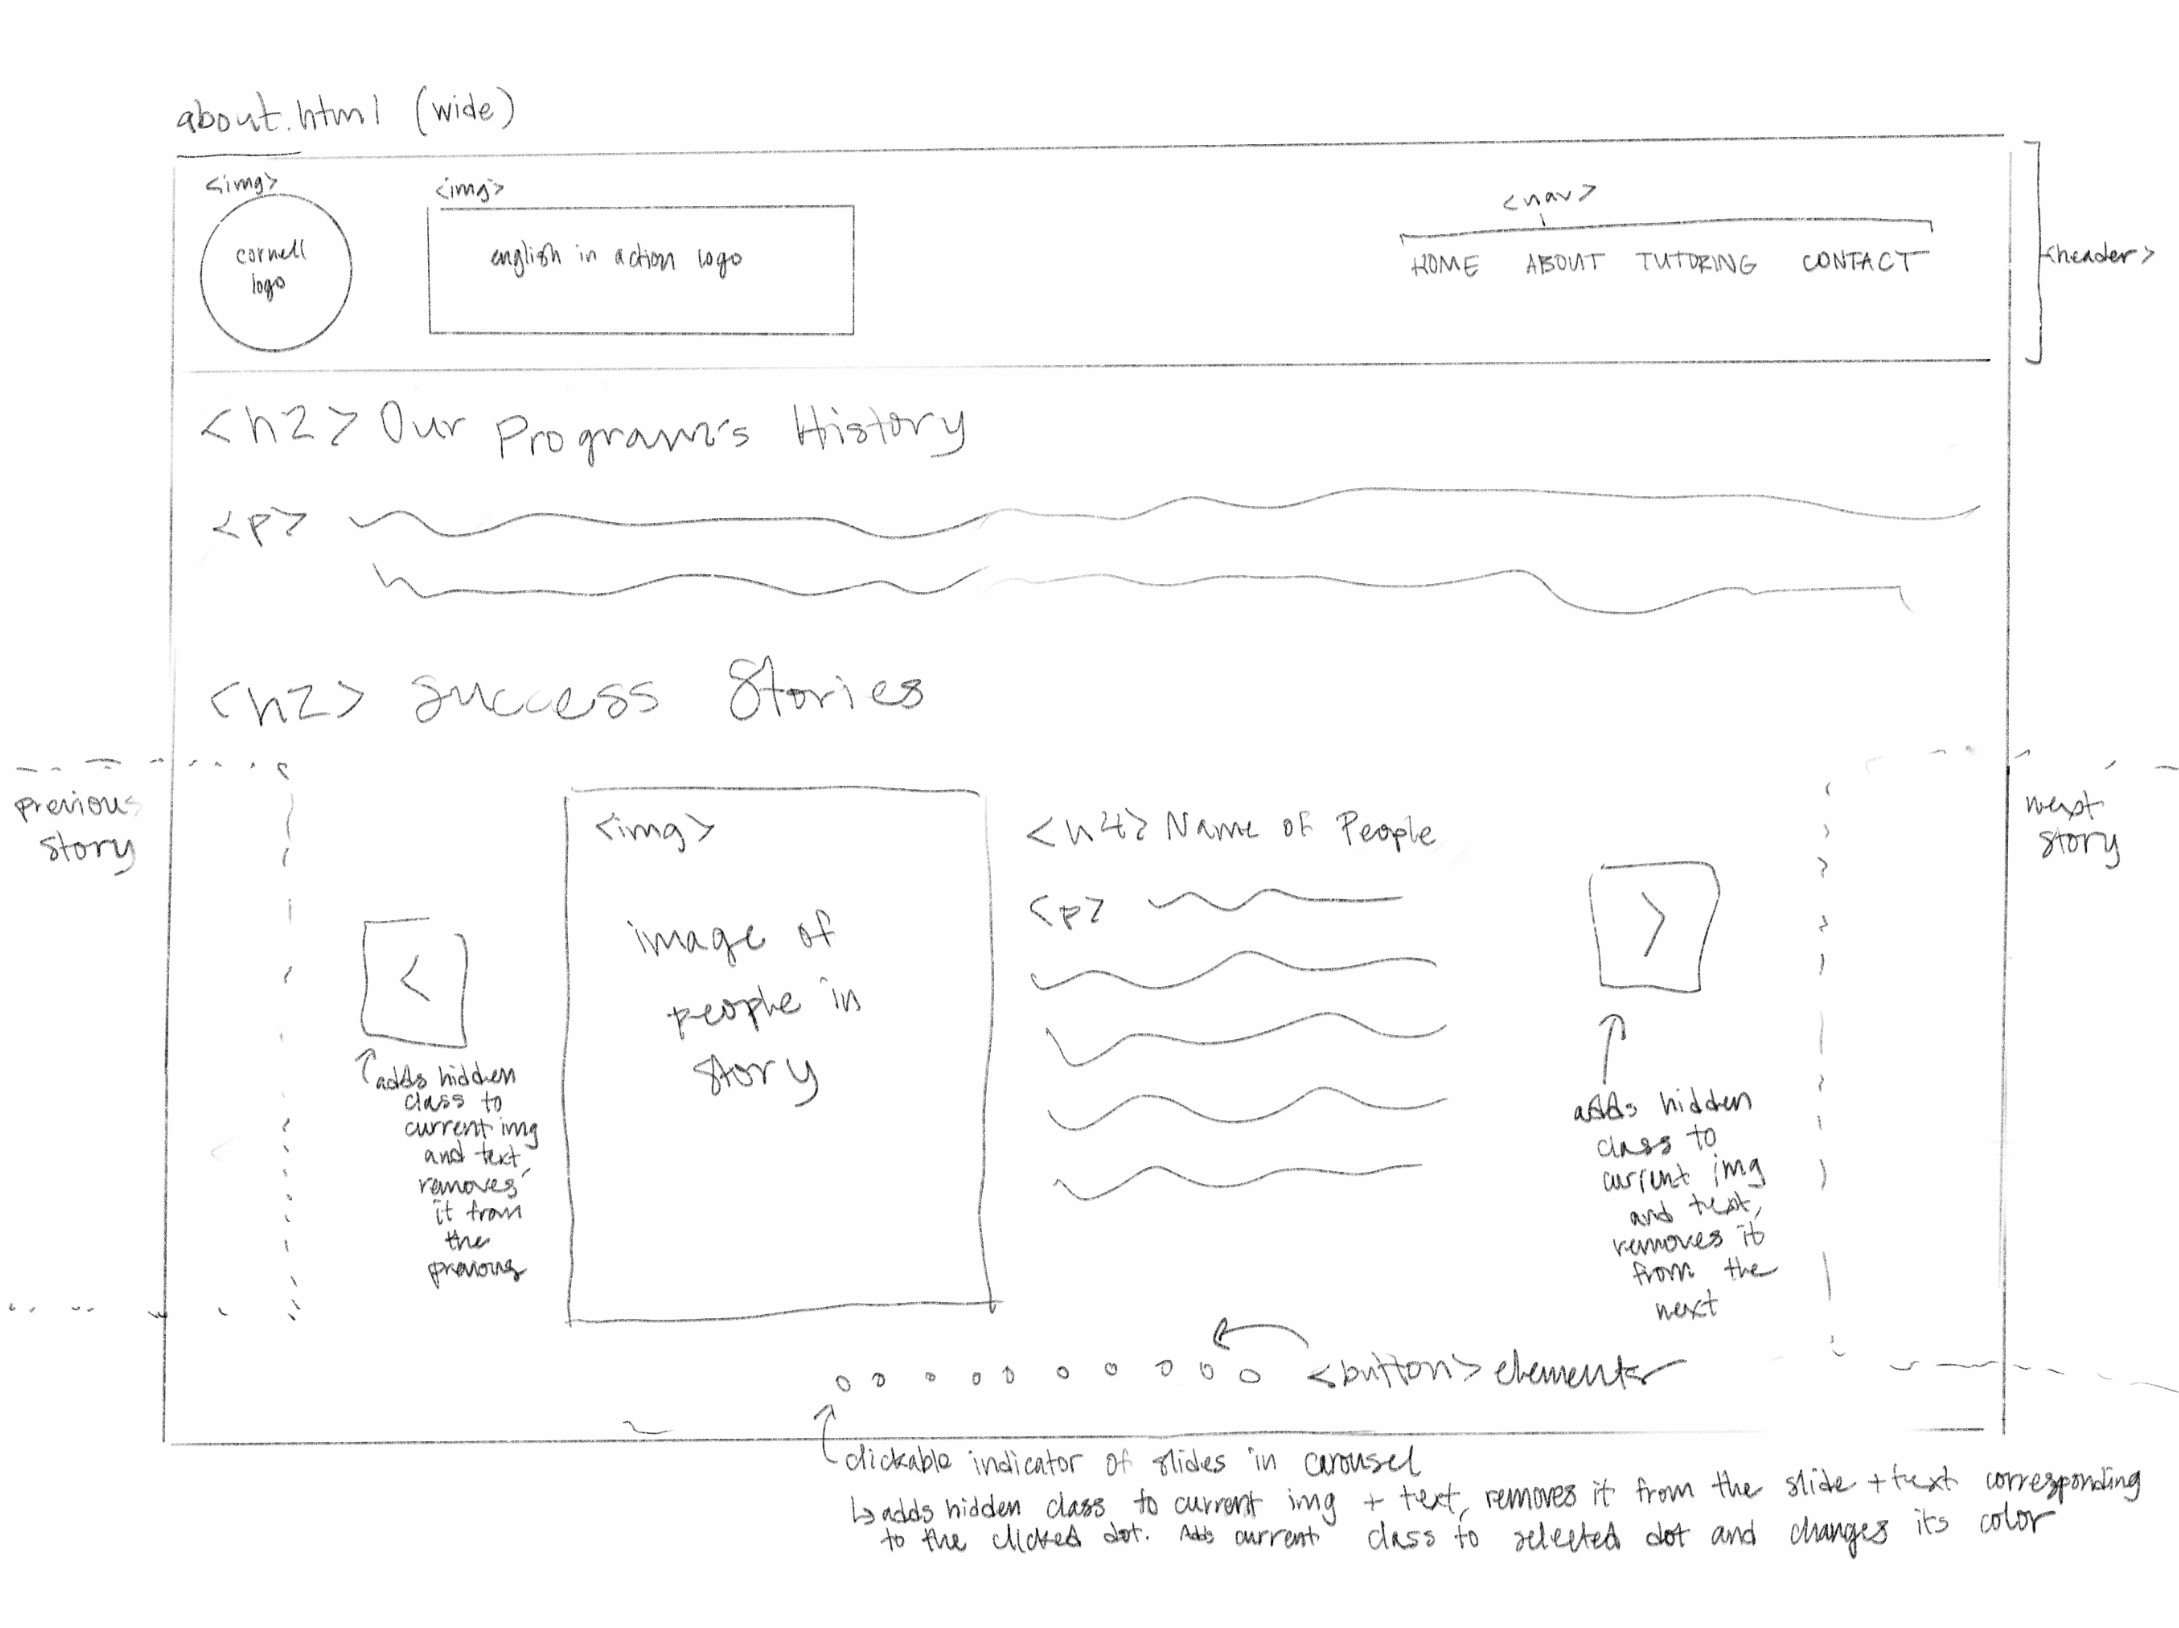 about.html (wide)
<img>
<img>
<nav>
cornell
logo
english in action logo
HOME ABOUT TUTORING CONTACT
<header>
<h2> Our Program's History
<p>
<h2> Success Stories
previous
story
next
story
<img>
image of
people in
story
<h4> Name of People
<p>
<
>
adds hidden
class to
current img
and text,
removes
it from
the
previous
adds hidden
class to
current img
and text,
removes it
from the
next
<button> elements
clickable indicator of slides in carousel
↳ adds hidden class to current img + text, removes it from the slide + text corresponding
to the clicked dot. Adds current class to selected dot and changes its color